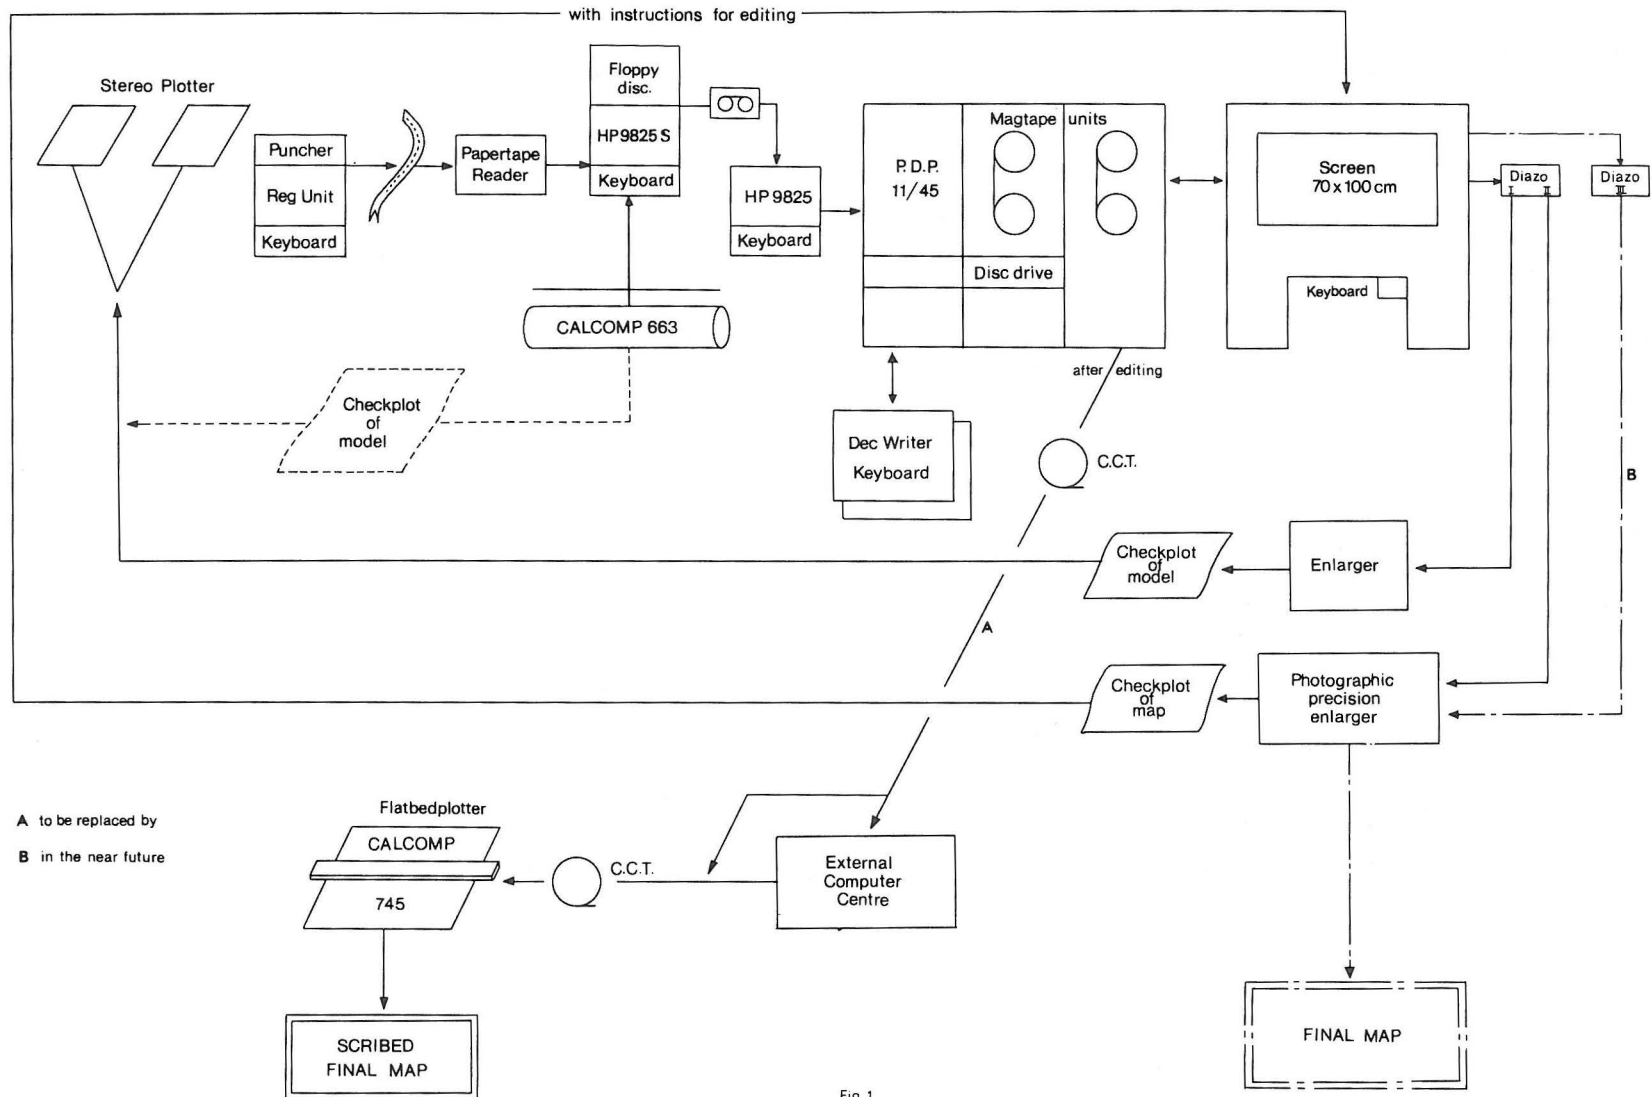 with instructions for editing
Stereo Plotter
Puncher
Reg Unit
Keyboard
Papertape
Reader
Floppy
disc.
HP9825 S
Keyboard
HP 9825
Keyboard
P. D. P.
11/45
Magtape units
Disc drive
Screen
70 x 100 cm
Keyboard
Diazo
I II
Diazo
III
CALCOMP 663
Checkplot
of
model
after editing
Dec Writer
Keyboard
C.C.T.
B
Checkplot
of
model
Enlarger
A
Checkplot
of
map
Photographic
precision
enlarger
A to be replaced by
B in the near future
Flatbedplotter
CALCOMP
745
C.C.T.
External
Computer
Centre
SCRIBED
FINAL MAP
FINAL MAP
Fig. 1